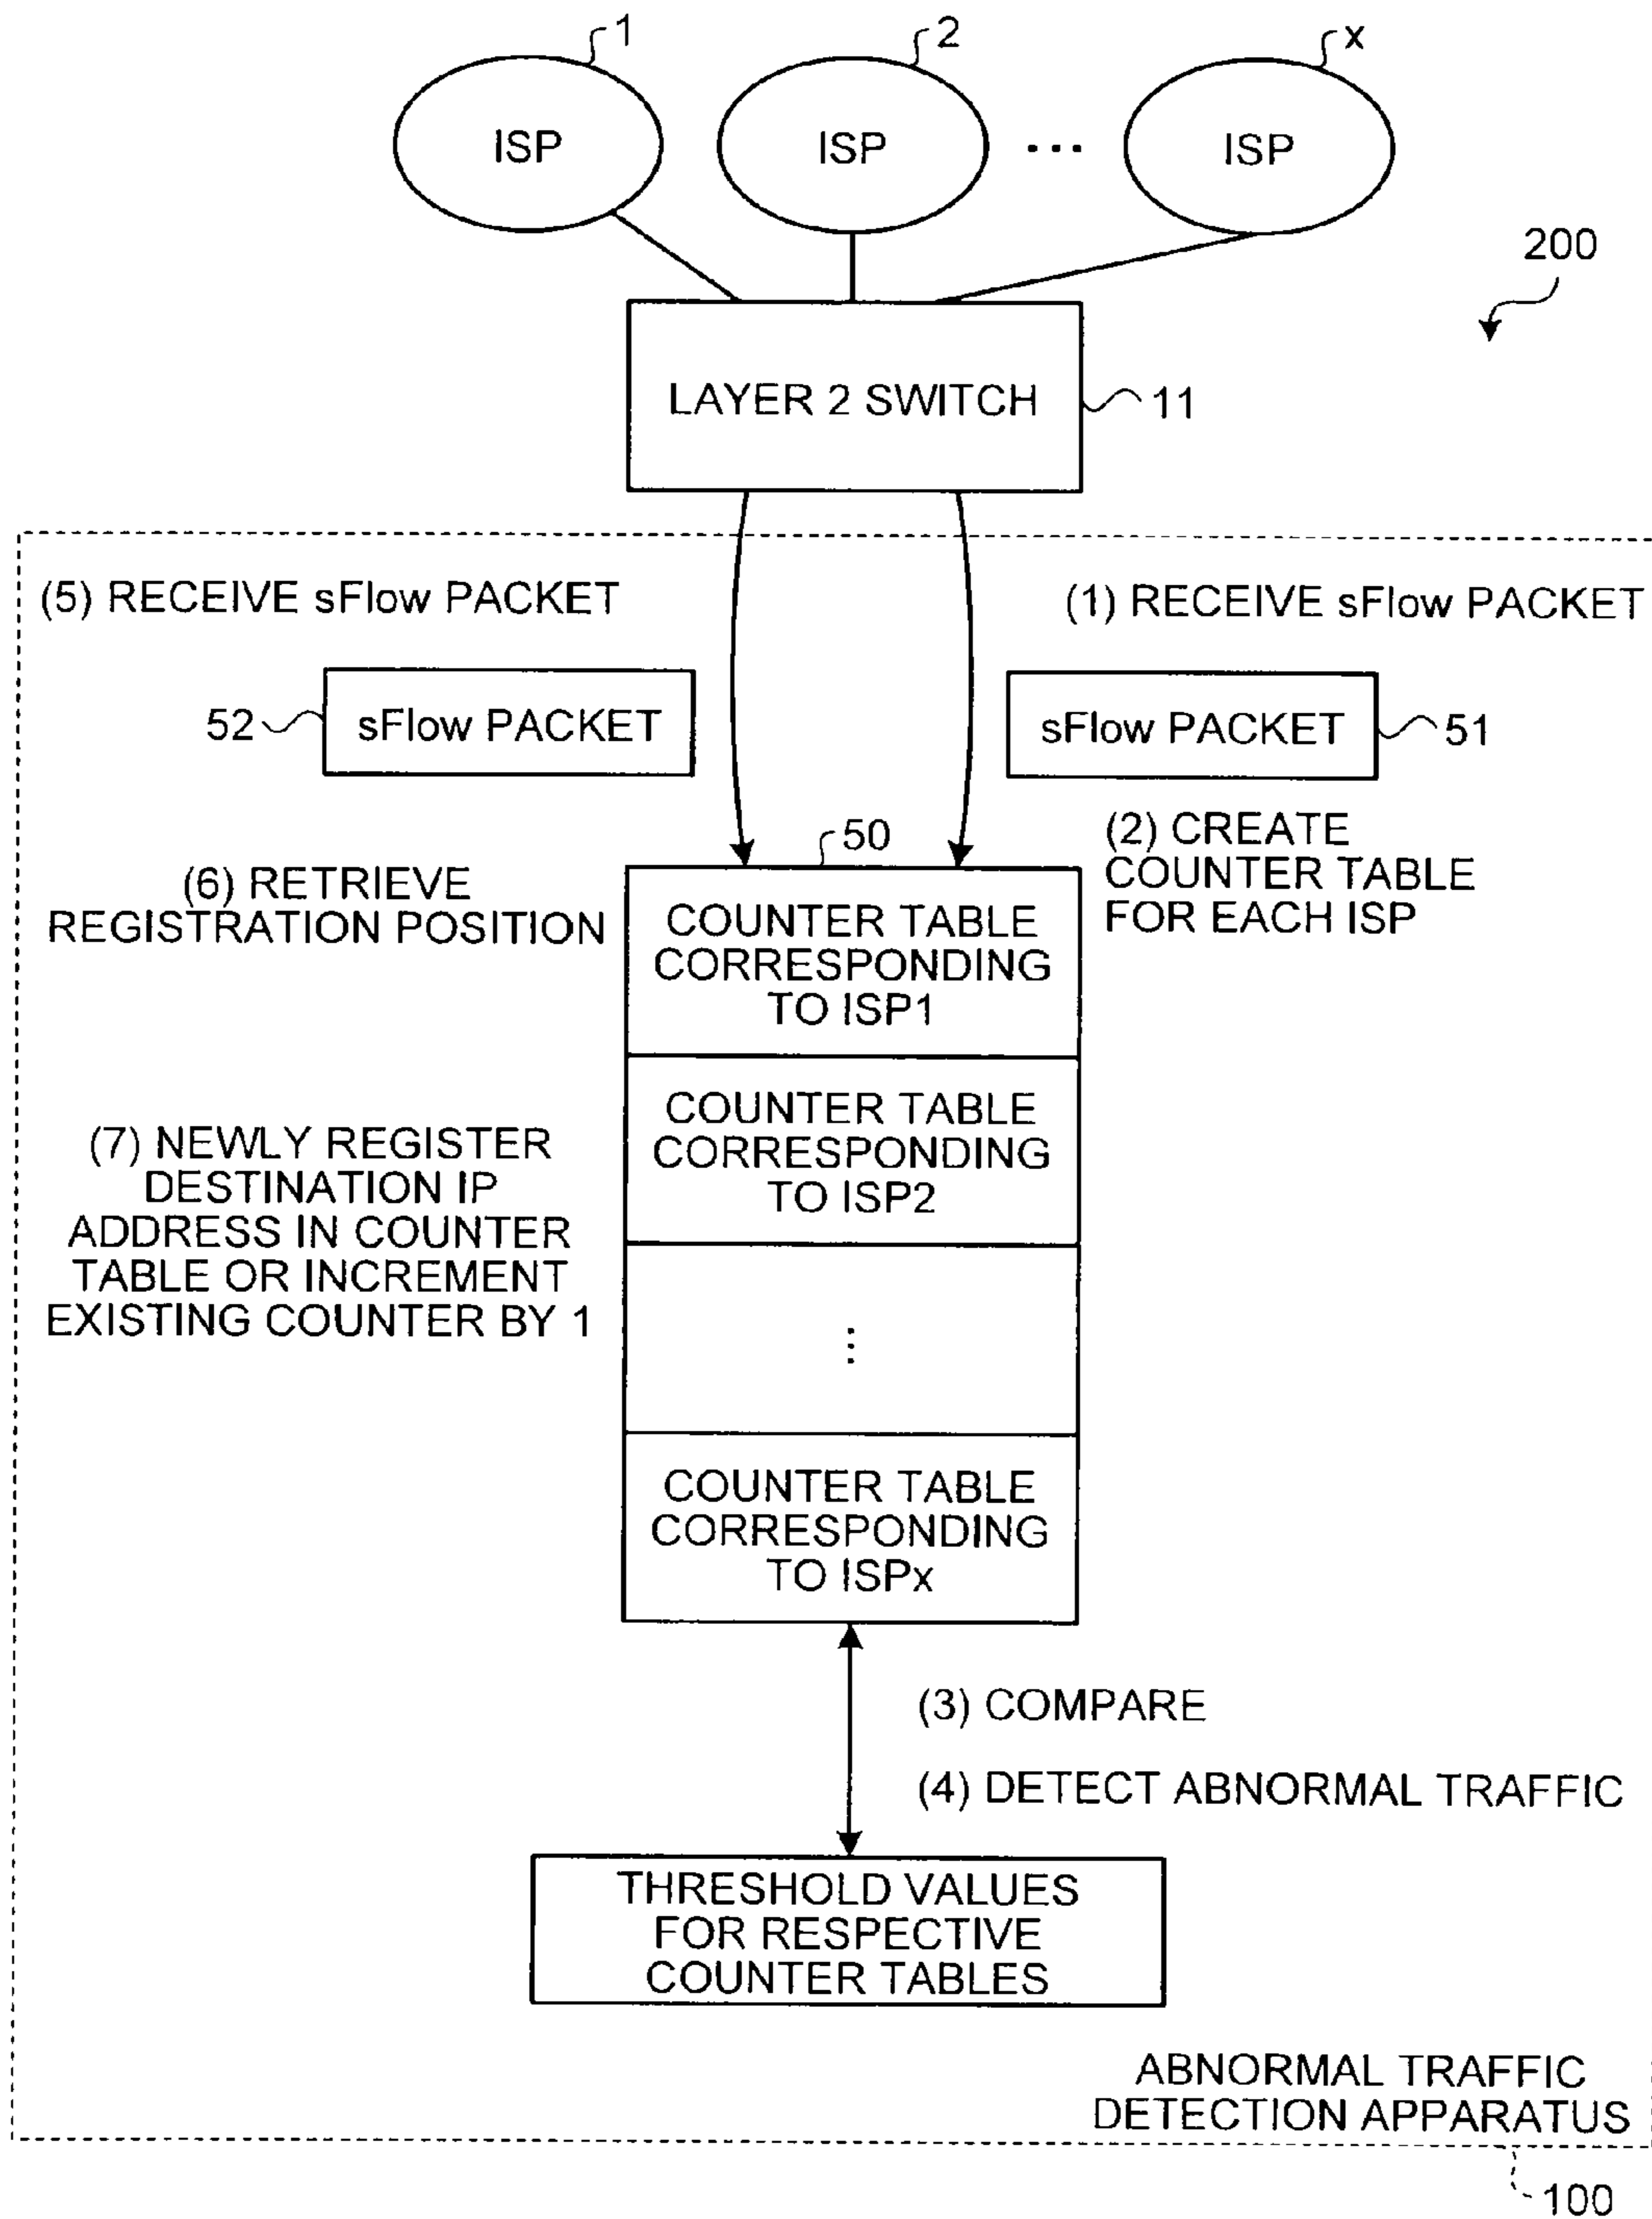 1
2
x
ISP
ISP
...
ISP
200
LAYER 2 SWITCH
11
(5) RECEIVE sFlow PACKET
(1) RECEIVE sFlow PACKET
52
sFlow PACKET
sFlow PACKET
51
(2) CREATE
COUNTER TABLE
FOR EACH ISP
50
(6) RETRIEVE
REGISTRATION POSITION
COUNTER TABLE
CORRESPONDING
TO ISP1
COUNTER TABLE
CORRESPONDING
TO ISP2
(7) NEWLY REGISTER
DESTINATION IP
ADDRESS IN COUNTER
TABLE OR INCREMENT
EXISTING COUNTER BY 1
⋮
COUNTER TABLE
CORRESPONDING
TO ISPx
(3) COMPARE
(4) DETECT ABNORMAL TRAFFIC
THRESHOLD VALUES
FOR RESPECTIVE
COUNTER TABLES
ABNORMAL TRAFFIC
DETECTION APPARATUS
100